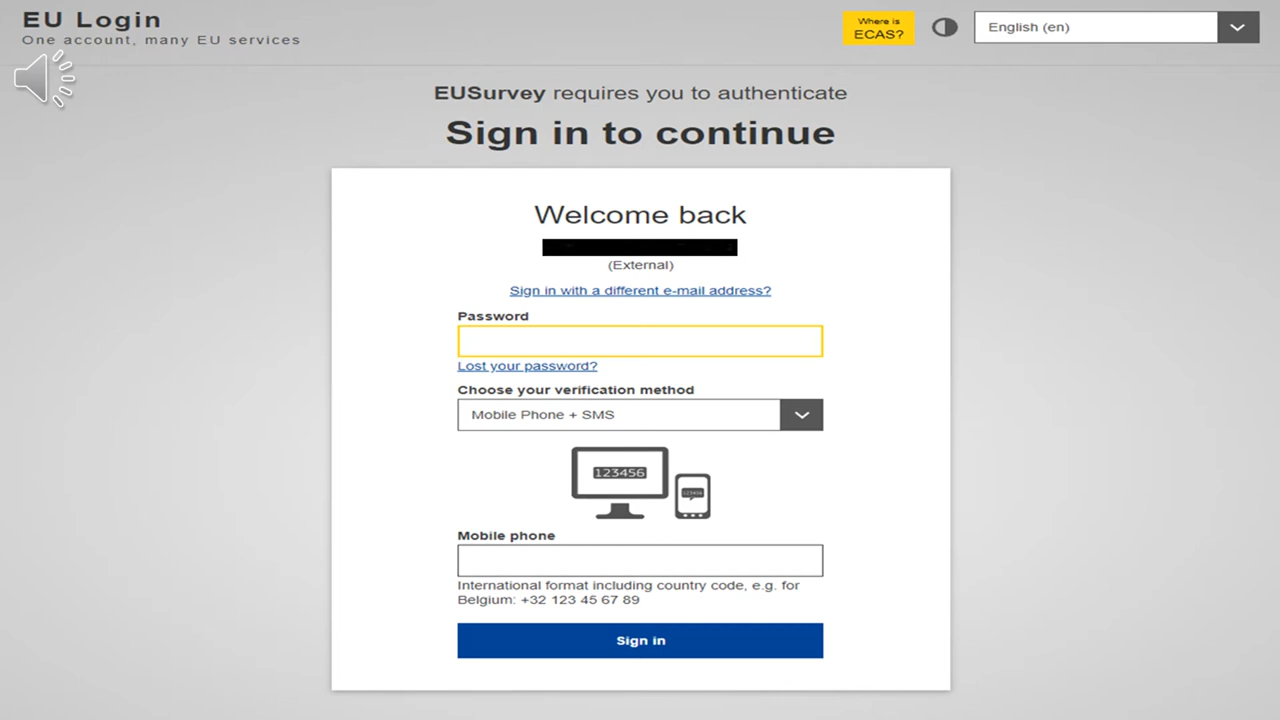 EU Login
One account, many EU services
Where is
ECAS?
English (en)
EUSurvey requires you to authenticate
Sign in to continue
Welcome back
(External)
Sign in with a different e-mail address?
Password
Lost your password?
Choose your verification method
Mobile Phone + SMS
123456
123456
Mobile phone
International format including country code, e.g. for
Belgium: +32 123 45 67 89
Sign in